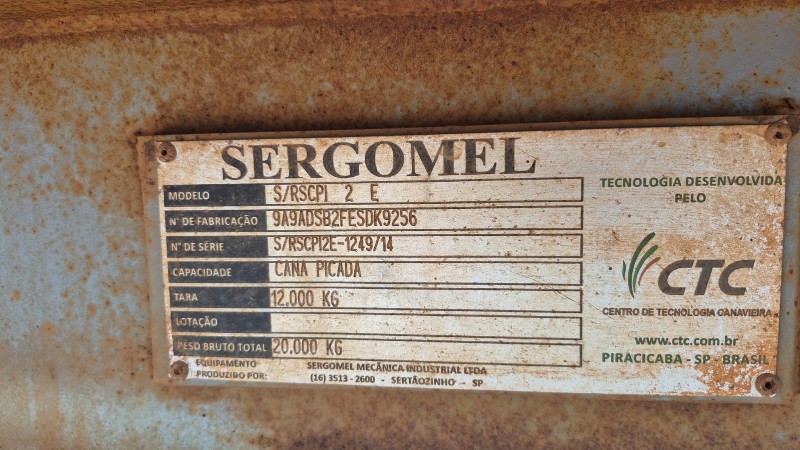 SERGOMEL
MODELO S/RSCPI 2 E
N° DE FABRICAÇÃO 9A9ADSB2FESDK9256
N° DE SÉRIE S/RSCPI2E-1249/14
CAPACIDADE CANA PICADA
TARA 12.000 KG
LOTAÇÃO
PESO BRUTO TOTAL 20.000 KG
EQUIPAMENTO
PRODUZIDO POR:
SERGOMEL MECÂNICA INDUSTRIAL LTDA
(16) 3513 - 2600 - SERTÃOZINHO - SP
TECNOLOGIA DESENVOLVIDA
PELO
CTC
CENTRO DE TECNOLOGIA CANAVIEIRA
www.ctc.com.br
PIRACICABA - SP - BRASIL